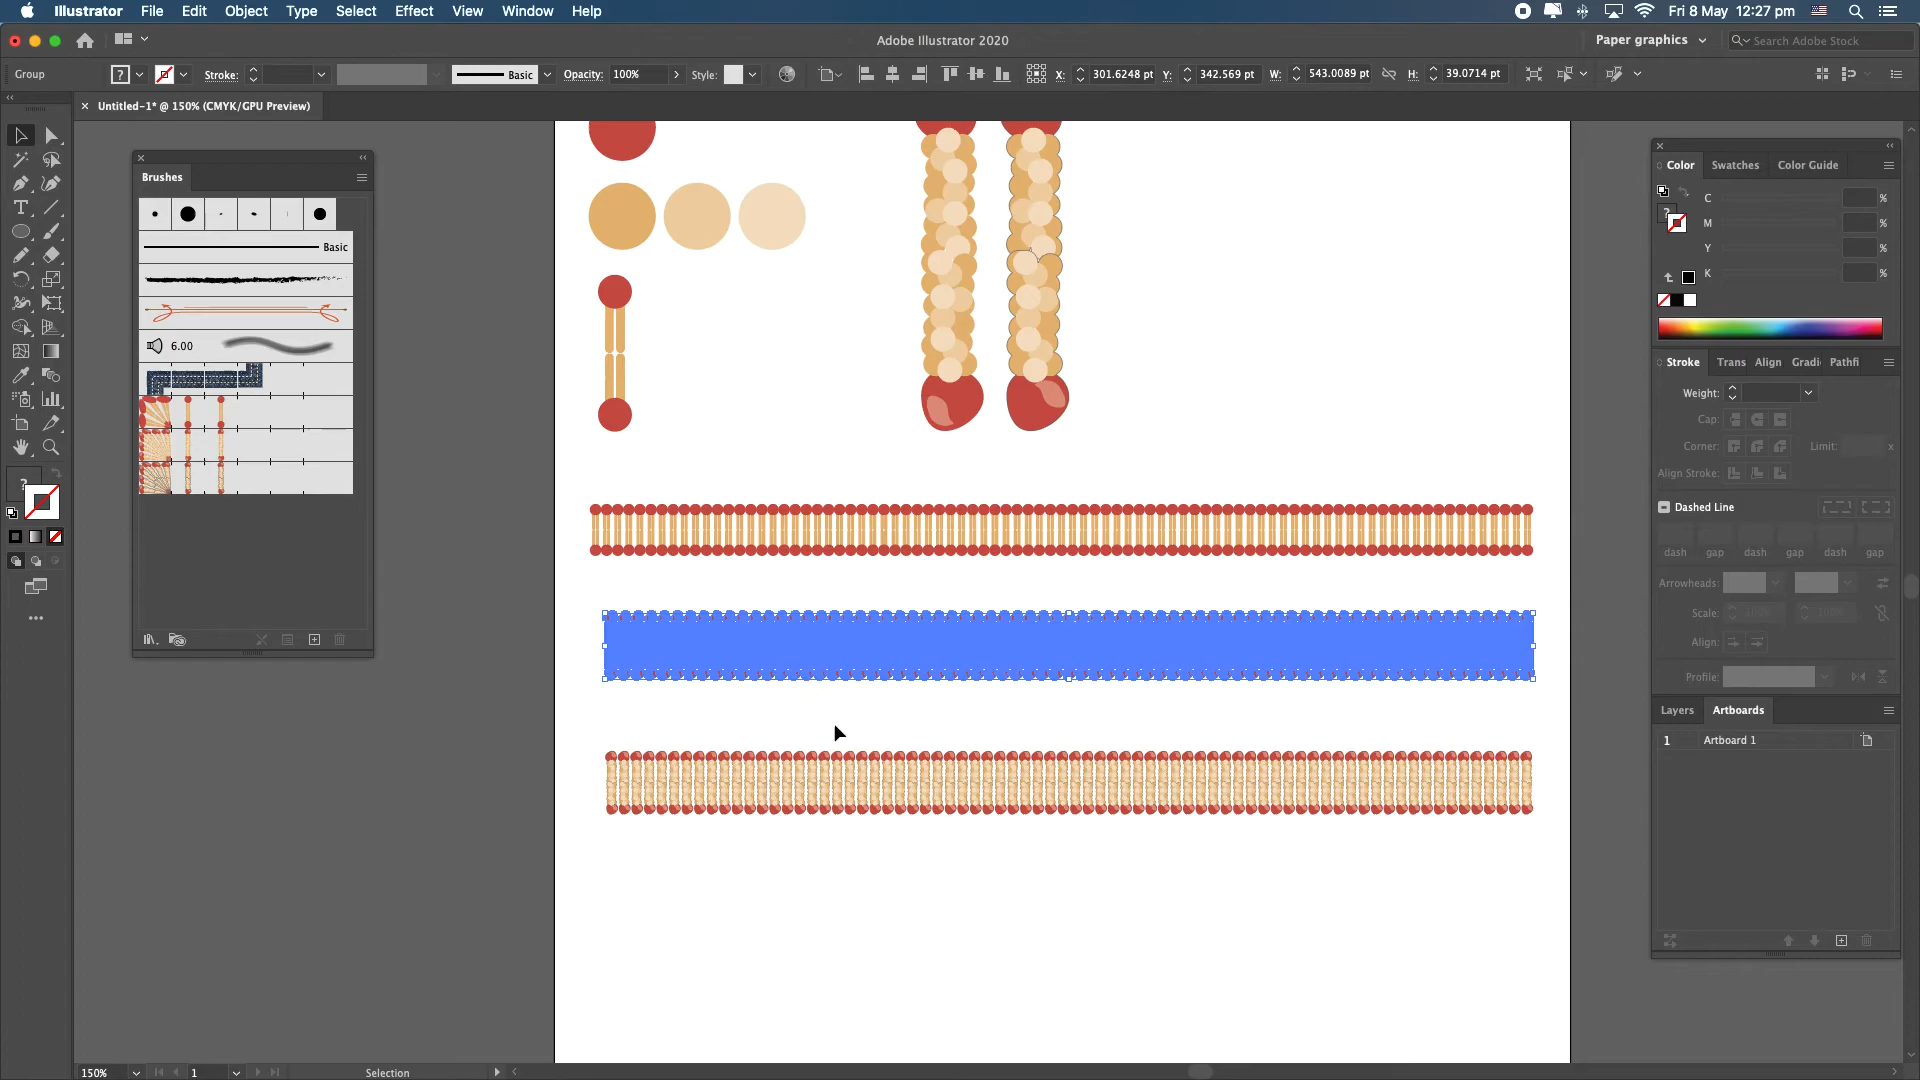 Illustrator File Edit Object Type Select Effect View Window Help
Fri 8 May 12:27 pm
Adobe Illustrator 2020
Paper graphics
Search Adobe Stock
Group
?
Stroke:
Basic
Opacity: 100%
Style:
X: 301.6248 pt
Y: 342.569 pt
W: 543.0089 pt
H: 39.0714 pt
Untitled-1* @ 150% (CMYK/GPU Preview)
Brushes
Basic
6.00
?
Color Swatches Color Guide
C %
M %
Y %
K %
Stroke Trans Align Gradi Pathfi
Weight:
Cap:
Corner: Limit: x
Align Stroke:
Dashed Line
dash gap dash gap dash gap
Arrowheads:
Scale: 100% 100%
Align:
Profile:
Layers Artboards
1 Artboard 1
150%
1
Selection